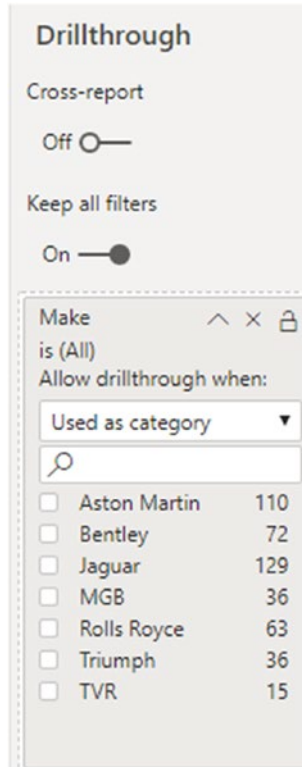 Drillthrough
Cross-report
Off
Keep all filters
On
Make
is (All)
Allow drillthrough when:
Used as category
Aston Martin 110
Bentley 72
Jaguar 129
MGB 36
Rolls Royce 63
Triumph 36
TVR 15